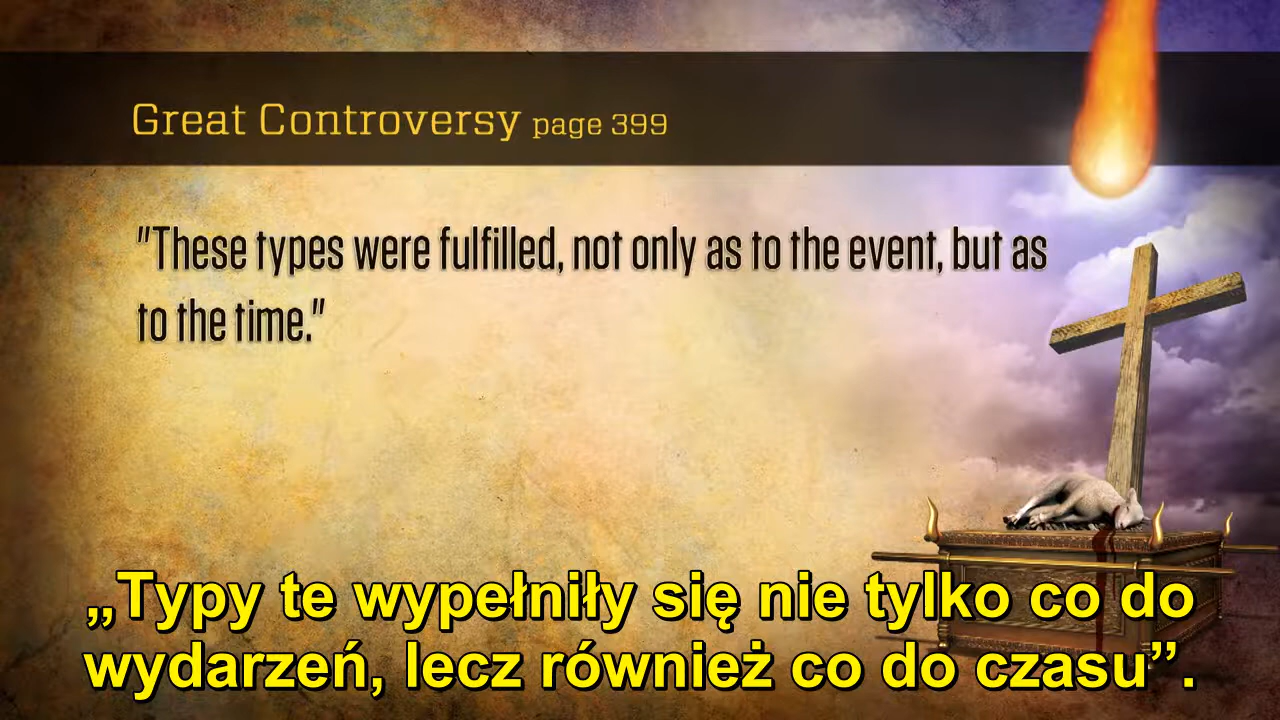 Great Controversy page 399
"These types were fulfilled, not only as to the event, but as
to the time."
„Typy te wypełniły się nie tylko co do
wydarzeń, lecz również co do czasu”.